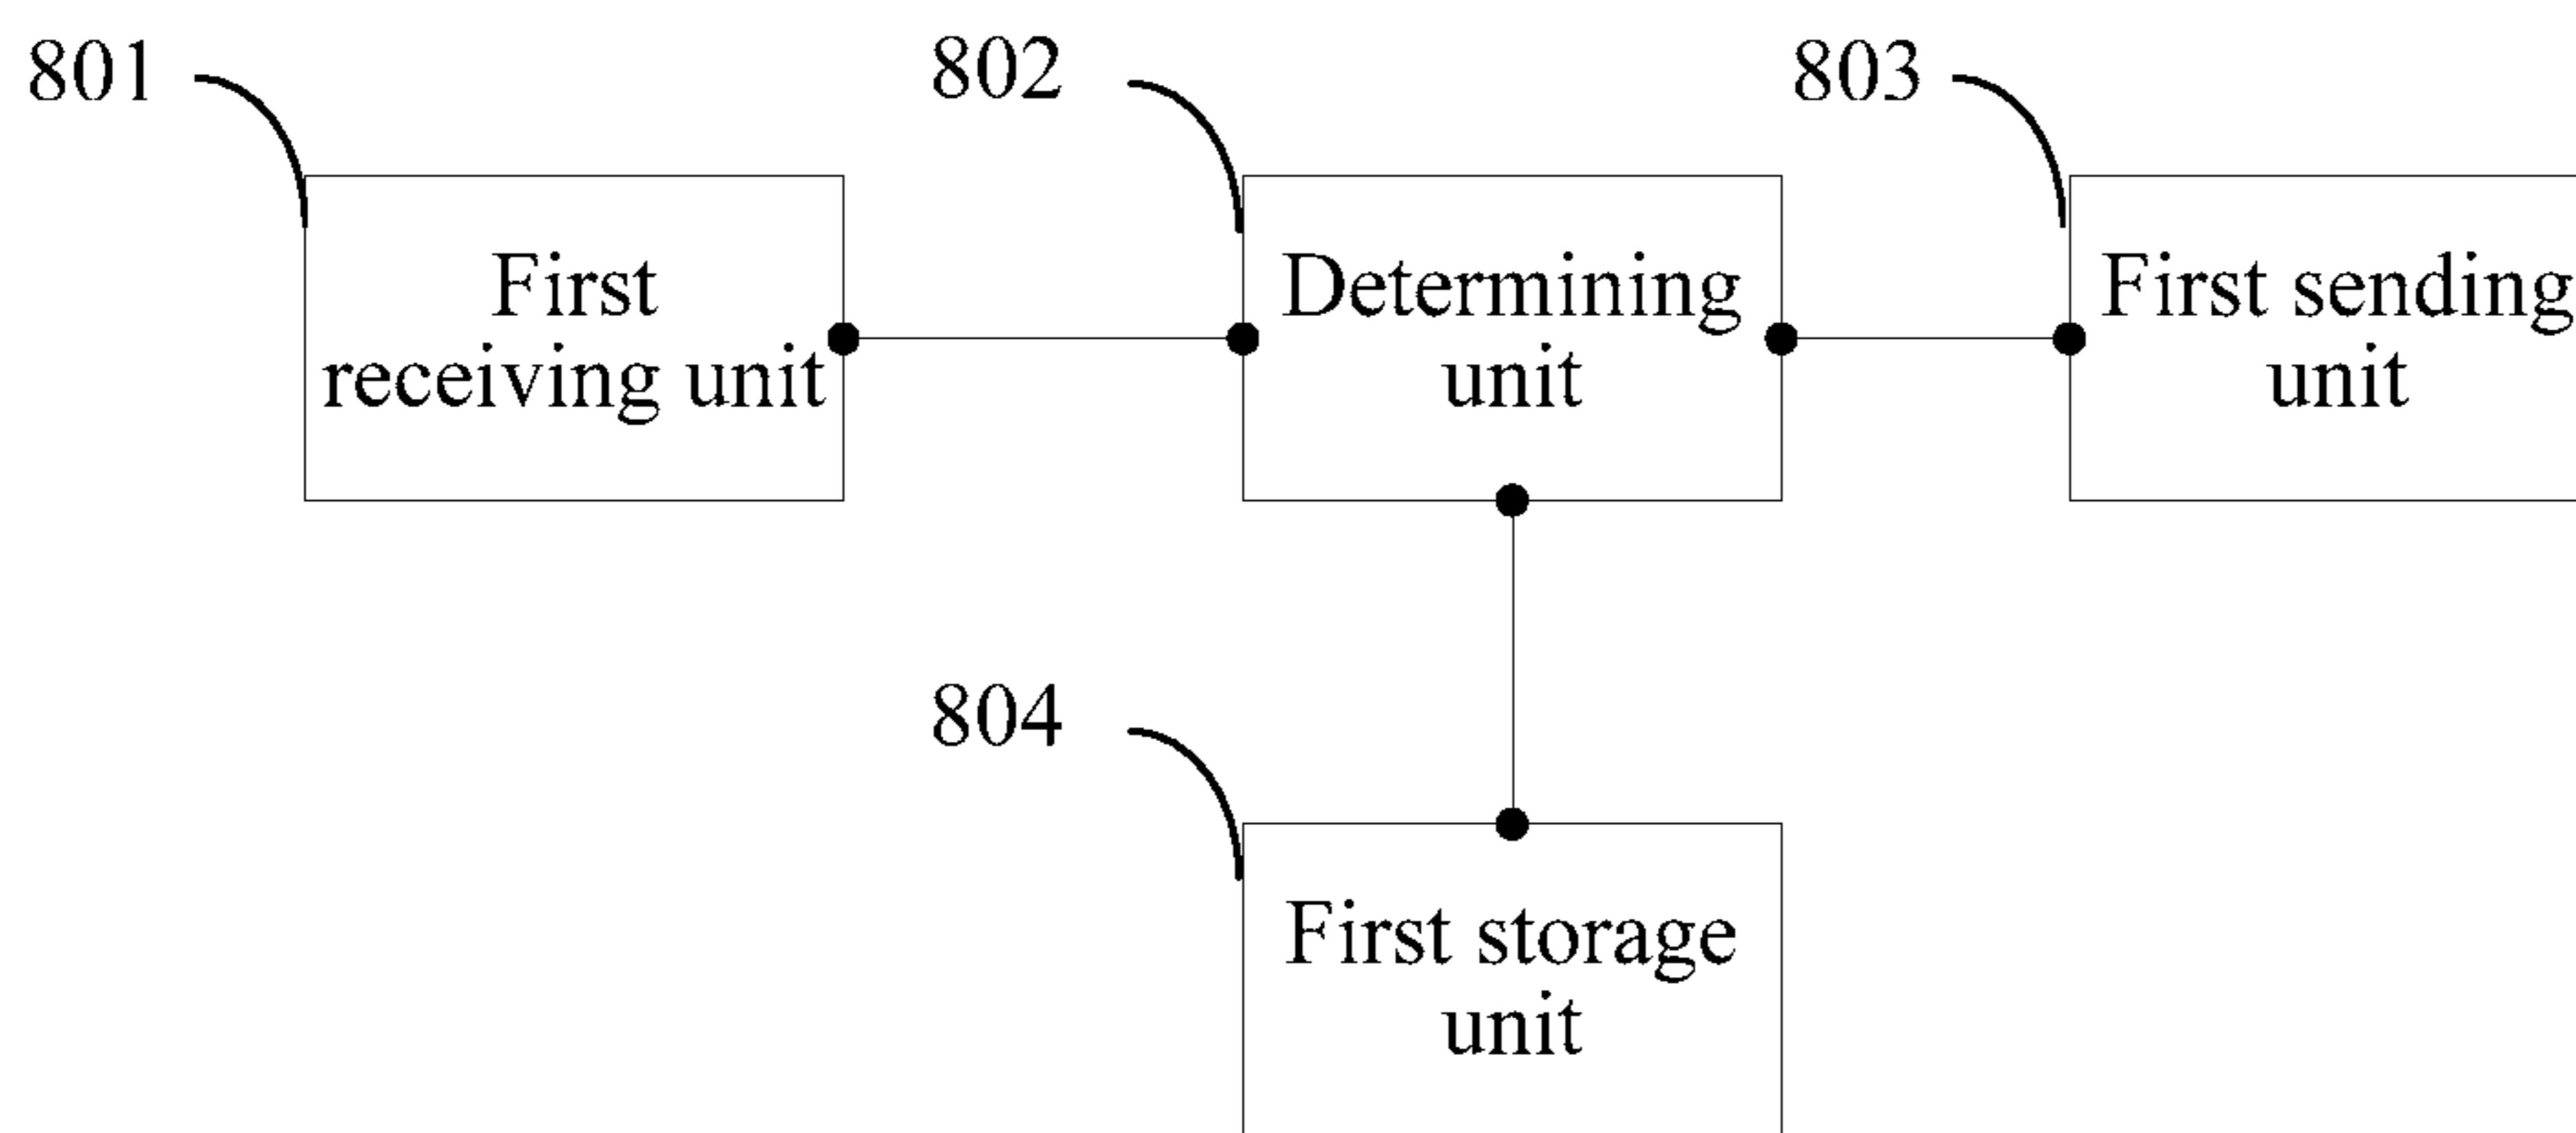 801
802
803
First
receiving unit
Determining
unit
First sending
unit
804
First storage
unit